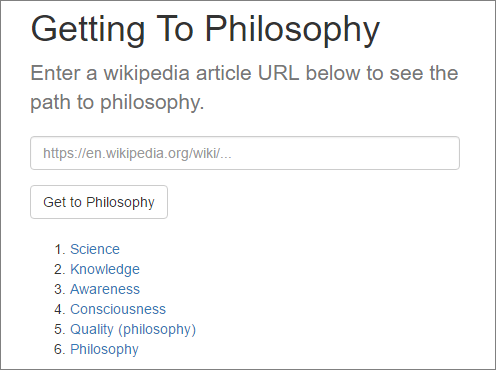 Getting To Philosophy
Enter a wikipedia article URL below to see the
path to philosophy.
https://en.wikipedia.org/wiki/...
Get to Philosophy
1. Science
2. Knowledge
3. Awareness
4. Consciousness
5. Quality (philosophy)
6. Philosophy